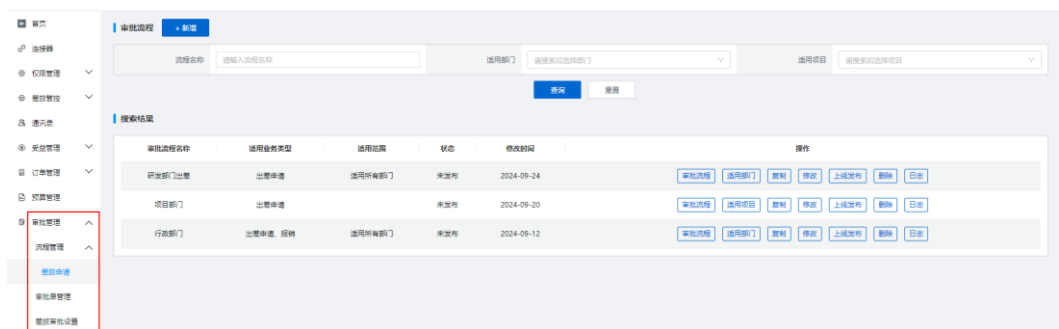 首页
连接器
权限管理
差旅管控
通讯录
受益管理
订单管理
预算管理
审批管理
流程管理
差旅申请
审批单管理
差旅审批设置
审批流程 + 新增
流程名称 请输入流程名称 适用部门 请搜索后选择部门 适用项目 请搜索后选择项目
查询 重置
搜索结果
审批流程名称 适用业务类型 适用范围 状态 修改时间 操作
研发部门出差 出差申请 适用所有部门 未发布 2024-09-24 审批流程 适用部门 复制 修改 上线发布 删除 日志
项目部门 出差申请 未发布 2024-09-20 审批流程 适用项目 复制 修改 上线发布 删除 日志
行政部门 出差申请、报销 适用所有部门 未发布 2024-09-12 审批流程 适用部门 复制 修改 上线发布 删除 日志